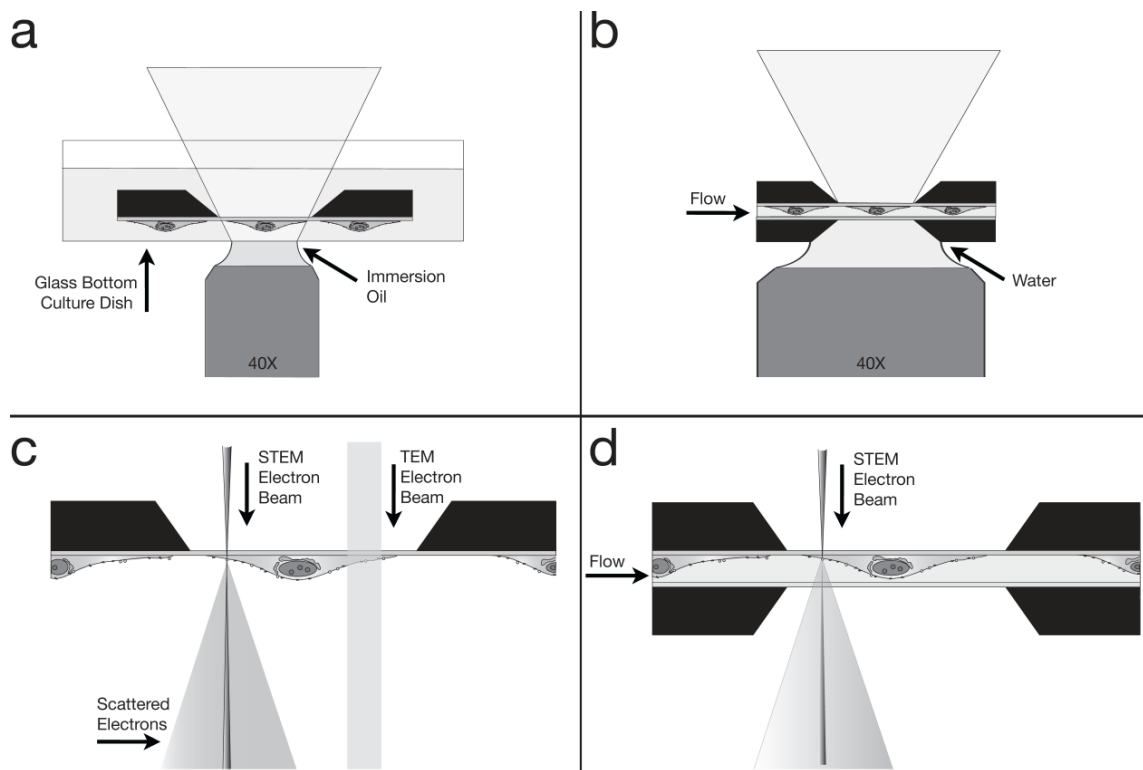 a
Glass Bottom
Culture Dish
Immersion
Oil
40X
b
Flow
Water
40X
c
STEM
Electron
Beam
TEM
Electron
Beam
Scattered
Electrons
d
STEM
Electron
Beam
Flow